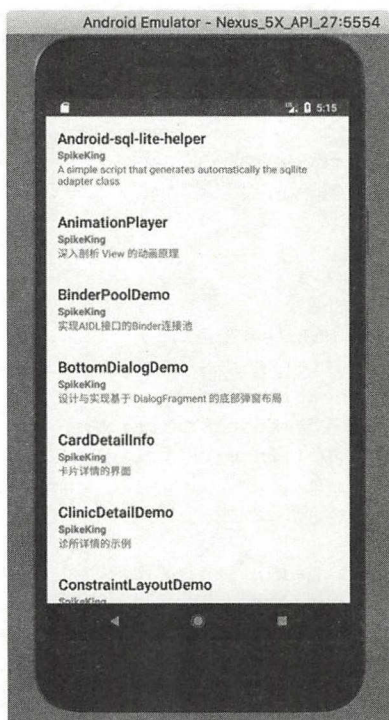 Android Emulator - Nexus_5X_API_27:5554
5:15
Android-sql-lite-helper
SpikeKing
A simple script that generates automatically the sqllite
adapter class
AnimationPlayer
SpikeKing
深入剖析 View 的动画原理
BinderPoolDemo
SpikeKing
实现AIDL接口的Binder连接池
BottomDialogDemo
SpikeKing
设计与实现基于 DialogFragment 的底部弹窗布局
CardDetailInfo
SpikeKing
卡片详情的界面
ClinicDetailDemo
SpikeKing
诊所详情的示例
ConstraintLayoutDemo
SpikeKing